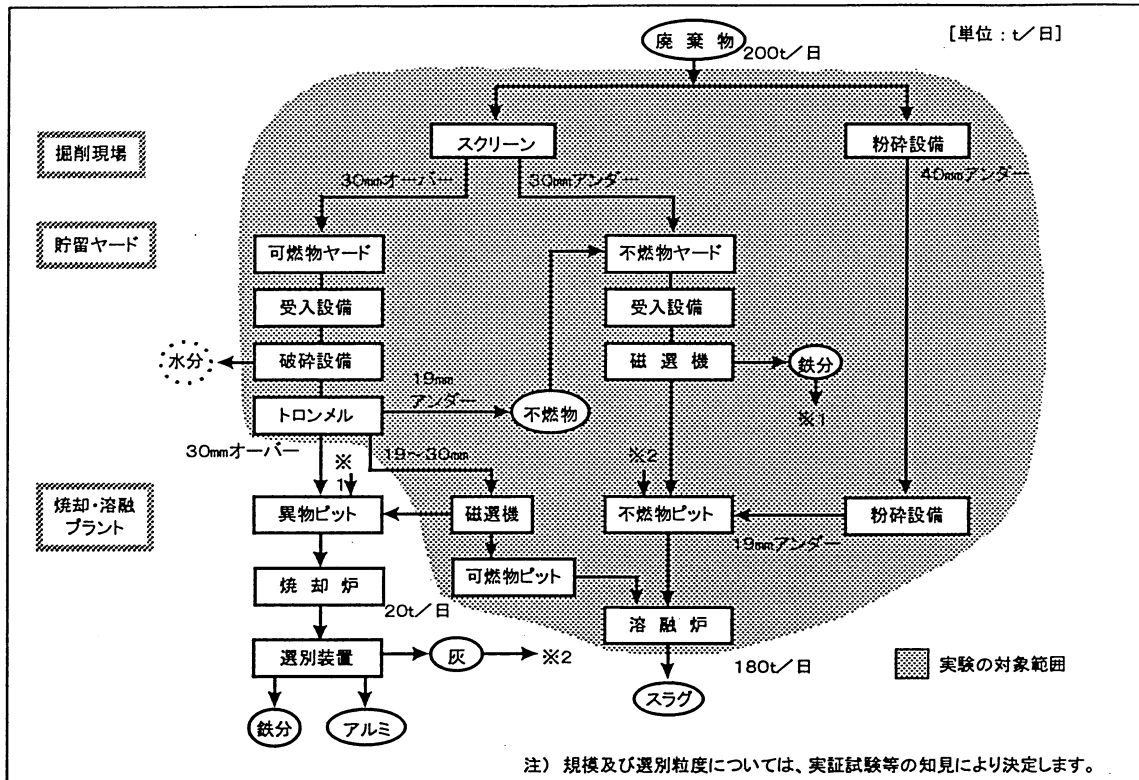 廃棄物
200t/日
[単位：t/日]
掘削現場
スクリーン
粉砕設備
30mmオーバー
30mmアンダー
40mmアンダー
貯留ヤード
可燃物ヤード
不燃物ヤード
受入設備
受入設備
水分
破砕設備
磁選機
鉄分
19mm
アンダー
※1
トロンメル
不燃物
30mmオーバー
19～30mm
※
1
※2
焼却・溶融
プラント
異物ピット
磁選機
不燃物ピット
粉砕設備
19mmアンダー
可燃物ピット
焼却炉
20t/日
溶融炉
180t/日
選別装置
灰
※2
実験の対象範囲
スラグ
鉄分
アルミ
注） 規模及び選別粒度については、実証試験等の知見により決定します。